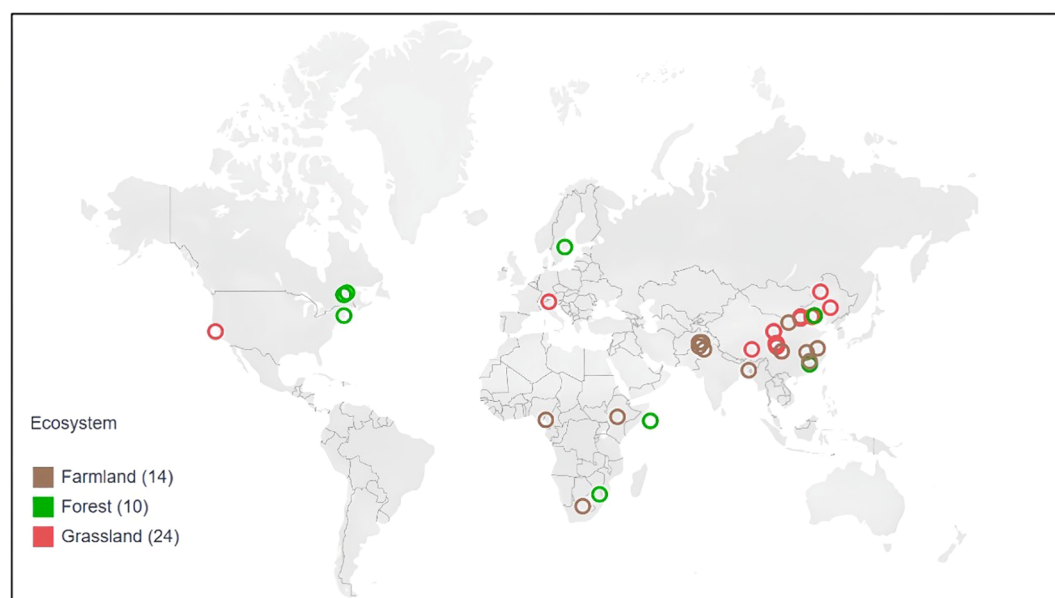 Ecosystem
Farmland (14)
Forest (10)
Grassland (24)